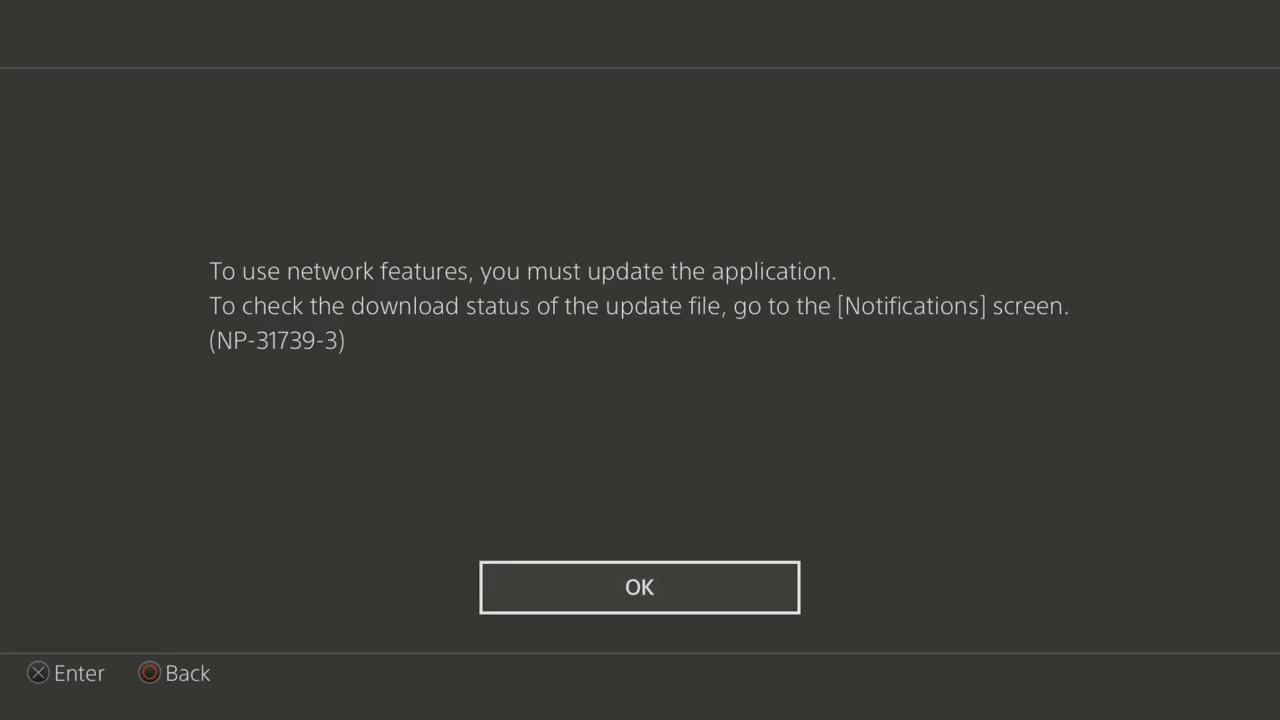 To use network features, you must update the application.
To check the download status of the update file, go to the [Notifications] screen.
(NP-31739-3)
OK
Enter Back